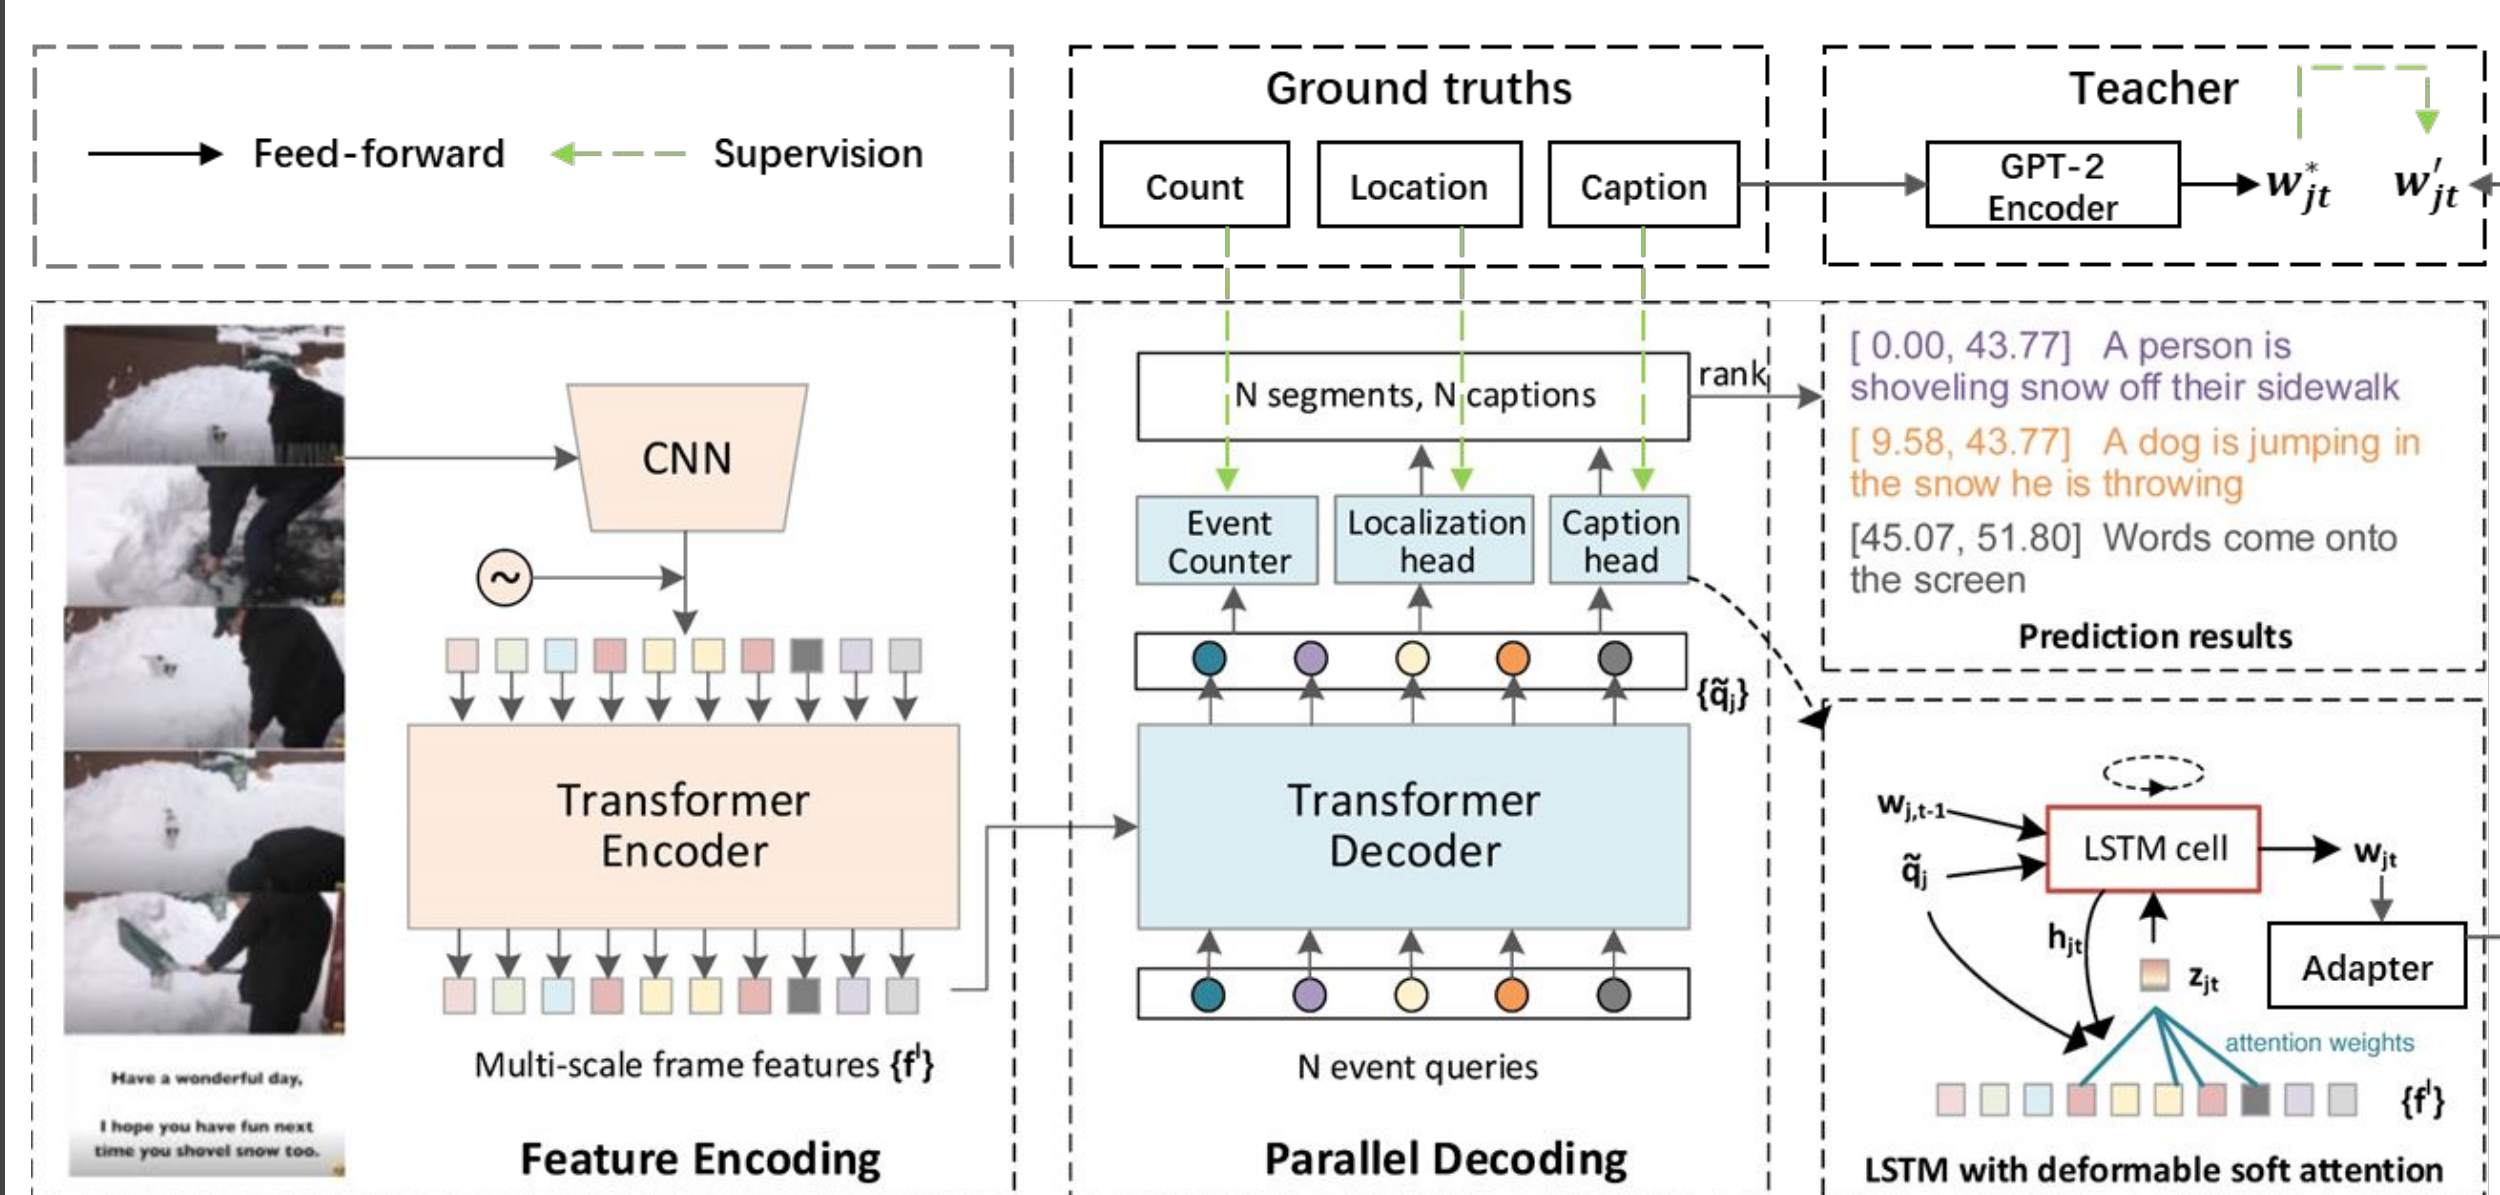 Feed-forward
Supervision
Ground truths
Count
Location
Caption
Teacher
GPT-2
Encoder
w*jt
w′jt
CNN
~
Transformer
Encoder
Multi-scale frame features {fˡ}
Feature Encoding
Have a wonderful day,
I hope you have fun next
time you shovel snow too.
N segments, N captions
rank
Event
Counter
Localization
head
Caption
head
{q̃j}
Transformer
Decoder
N event queries
Parallel Decoding
[ 0.00, 43.77] A person is
shoveling snow off their sidewalk
[ 9.58, 43.77] A dog is jumping in
the snow he is throwing
[45.07, 51.80] Words come onto
the screen
Prediction results
wj,t-1
q̃j
LSTM cell
wjt
hjt
zjt
Adapter
attention weights
{fˡ}
LSTM with deformable soft attention